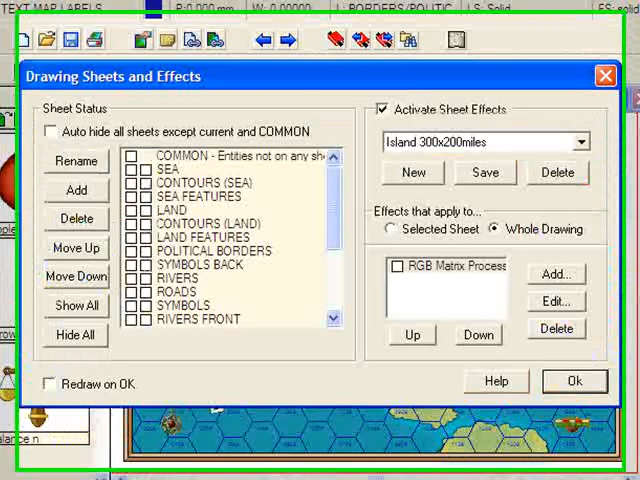 TEXT MAP LABELS
P: 0.000 mm
W: 0.0000
L: BORDERS/POLITIC
LS: Solid
FS: solid
Drawing Sheets and Effects
Sheet Status
Auto hide all sheets except current and COMMON
Rename
Add
Delete
Move Up
Move Down
Show All
Hide All
COMMON - Entities not on any she
SEA
CONTOURS (SEA)
SEA FEATURES
LAND
CONTOURS (LAND)
LAND FEATURES
POLITICAL BORDERS
SYMBOLS BACK
RIVERS
ROADS
SYMBOLS
RIVERS FRONT
Redraw on OK
Activate Sheet Effects
Island 300x200miles
New
Save
Delete
Effects that apply to...
Selected Sheet
Whole Drawing
RGB Matrix Process
Add...
Edit...
Delete
Up
Down
Help
Ok
alance n